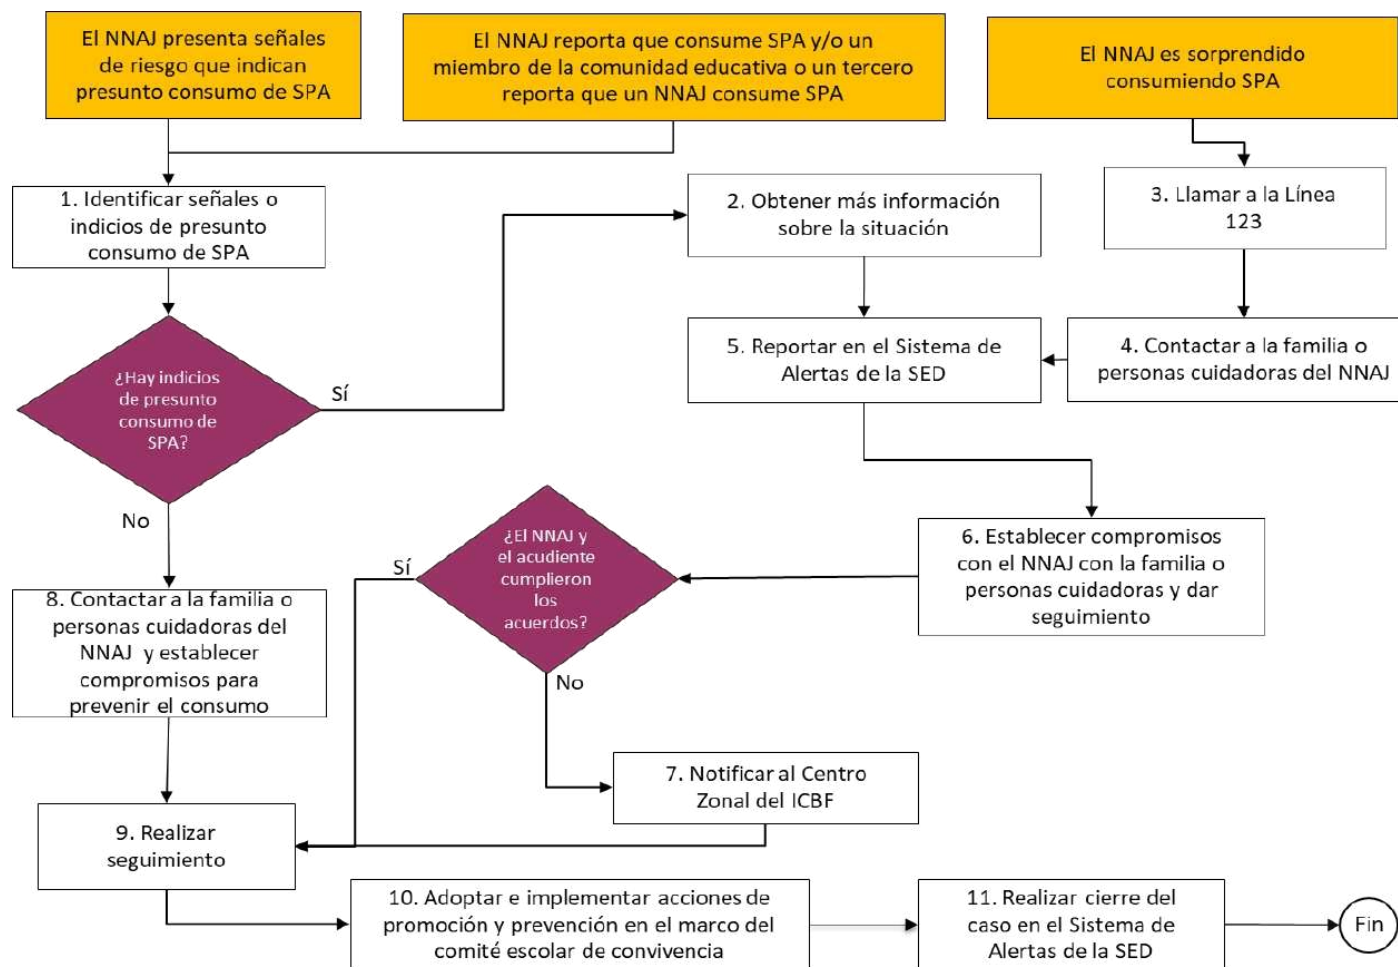 El NNAJ presenta señales
de riesgo que indican
presunto consumo de SPA
El NNAJ reporta que consume SPA y/o un
miembro de la comunidad educativa o un tercero
reporta que un NNAJ consume SPA
El NNAJ es sorprendido
consumiendo SPA
1. Identificar señales o
indicios de presunto
consumo de SPA
2. Obtener más información
sobre la situación
3. Llamar a la Línea
123
¿Hay indicios
de presunto
consumo de
SPA?
Sí
No
5. Reportar en el Sistema de
Alertas de la SED
4. Contactar a la familia o
personas cuidadoras del NNAJ
¿El NNAJ y
el acudiente
cumplieron
los
acuerdos?
Sí
No
6. Establecer compromisos
con el NNAJ con la familia o
personas cuidadoras y dar
seguimiento
8. Contactar a la familia o
personas cuidadoras del
NNAJ y establecer
compromisos para
prevenir el consumo
7. Notificar al Centro
Zonal del ICBF
9. Realizar
seguimiento
10. Adoptar e implementar acciones de
promoción y prevención en el marco del
comité escolar de convivencia
11. Realizar cierre del
caso en el Sistema de
Alertas de la SED
Fin